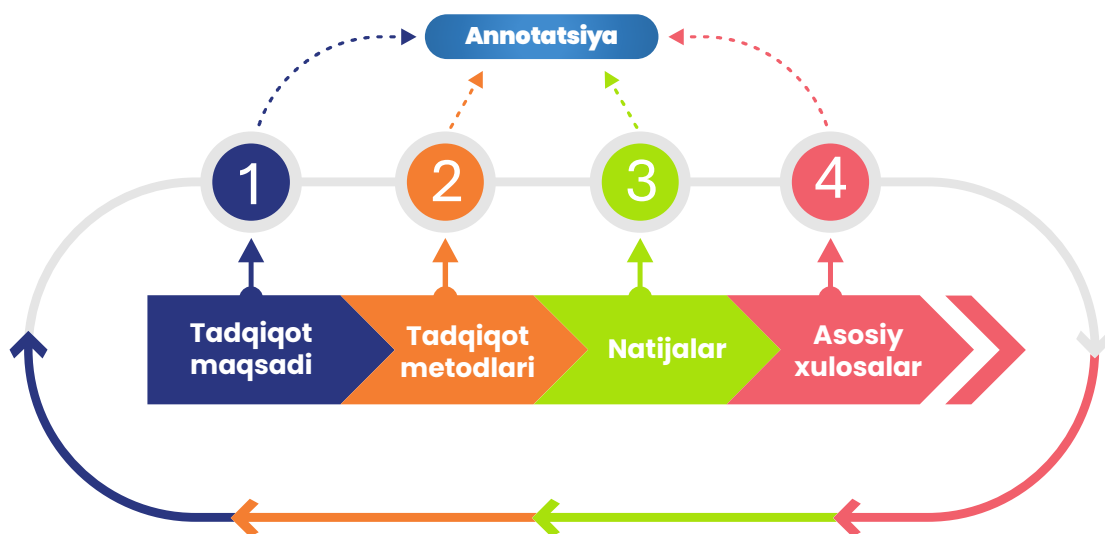 Annotatsiya
1
2
3
4
Tadqiqot
maqsadi
Tadqiqot
metodlari
Natijalar
Asosiy
xulosalar